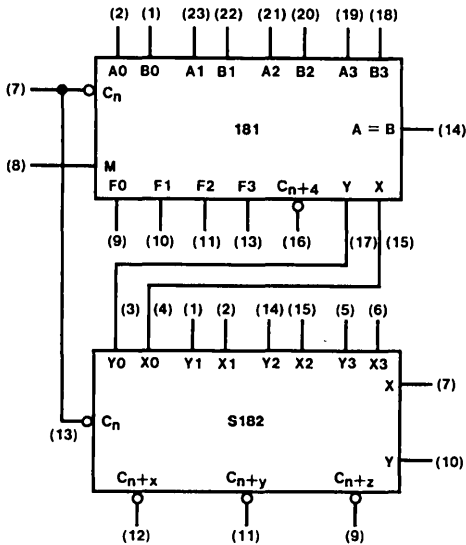 (2) (1) (23) (22) (21) (20) (19) (18)
A0 B0 A1 B1 A2 B2 A3 B3
(7) Cn
181 A = B (14)
(8) M
F0 F1 F2 F3 Cn+4 Y X
(9) (10) (11) (13) (16) (17) (15)
(3) (4) (1) (2) (14) (15) (5) (6)
Y0 X0 Y1 X1 Y2 X2 Y3 X3
X (7)
(13) Cn S182
Y (10)
Cn+x Cn+y Cn+z
(12) (11) (9)